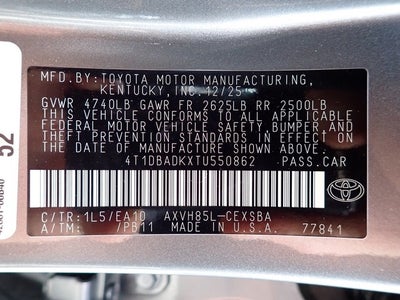 MFD.BY:TOYOTA MOTOR MANUFACTURING,
KENTUCKY, INC.12/25
GVWR 4740LB GAWR FR 2625LB RR 2500LB
THIS VEHICLE CONFORMS TO ALL APPLICABLE
FEDERAL MOTOR VEHICLE SAFETY, BUMPER, AND
THEFT PREVENTION STANDARDS IN EFFECT ON
THE DATE OF MANUFACTURE SHOWN ABOVE.
4T1DBADKXTU550862 PASS.CAR
C/TR:1L5/EA10 AXVH85L-CEXSBA
A/TM: /PB11 MADE IN U.S.A. 77841
TOYOTA
52